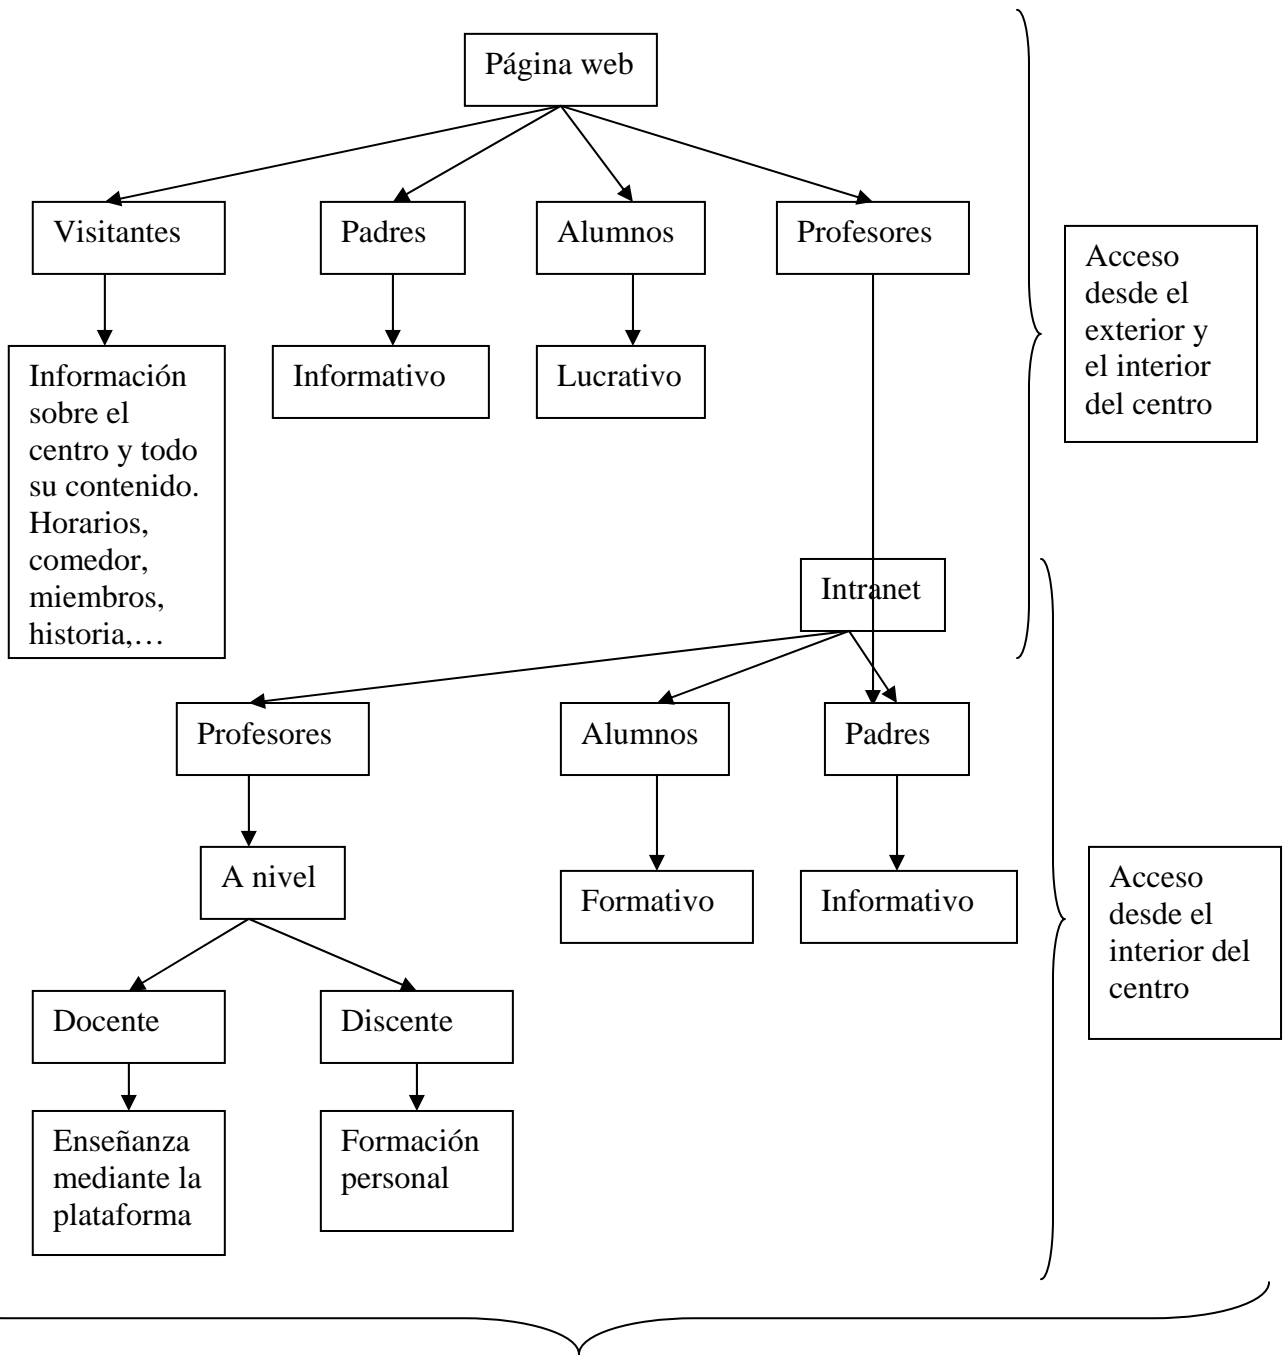 Página web
Visitantes
Padres
Alumnos
Profesores
Acceso
desde el
exterior y
el interior
del centro
Información
sobre el
centro y todo
su contenido.
Horarios,
comedor,
miembros,
historia,…
Informativo
Lucrativo
Intranet
Profesores
Alumnos
Padres
A nivel
Formativo
Informativo
Acceso
desde el
interior del
centro
Docente
Discente
Enseñanza
mediante la
plataforma
Formación
personal